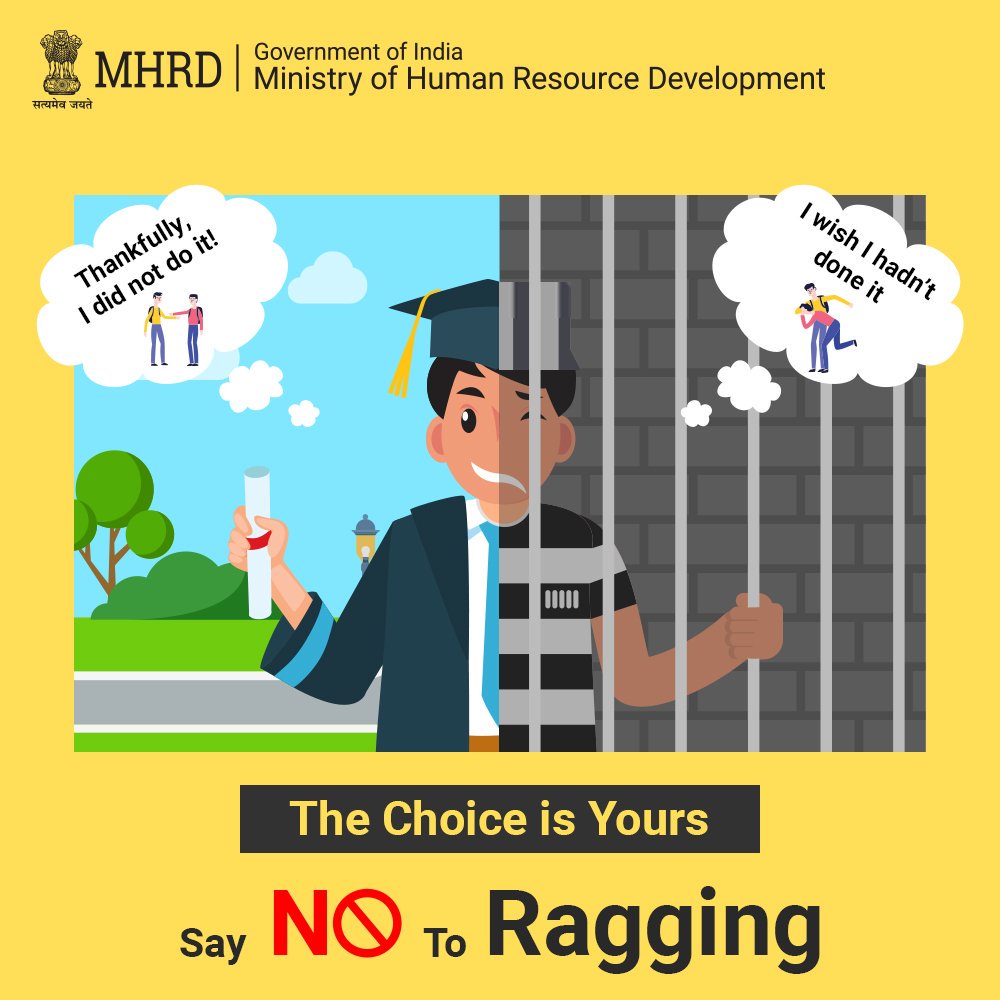 सत्यमेव जयते
MHRD
Government of India
Ministry of Human Resource Development
Thankfully,
I did not do it!
I wish I hadn't
done it
The Choice is Yours
Say NO To Ragging